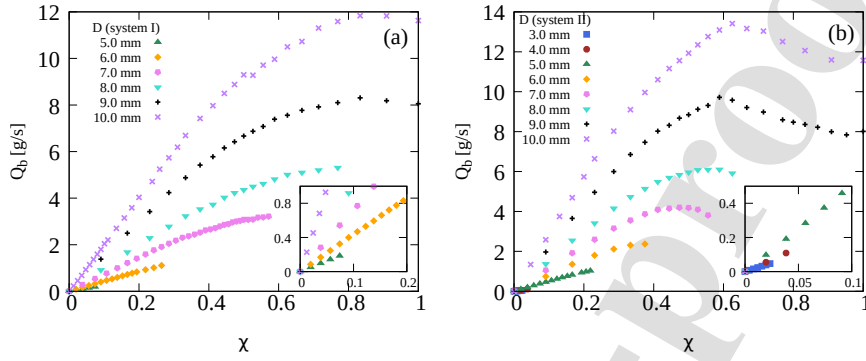 12
10
8
6
4
2
0
Q_b [g/s]
0
0.2
0.4
0.6
0.8
1
χ
D (system I)
5.0 mm
6.0 mm
7.0 mm
8.0 mm
9.0 mm
10.0 mm
(a)
0.8
0.4
0
0
0.1
0.2
14
12
10
8
6
4
2
0
Q_b [g/s]
0
0.2
0.4
0.6
0.8
1
χ
D (system II)
3.0 mm
4.0 mm
5.0 mm
6.0 mm
7.0 mm
8.0 mm
9.0 mm
10.0 mm
(b)
0.4
0.2
0
0
0.05
0.1
proo